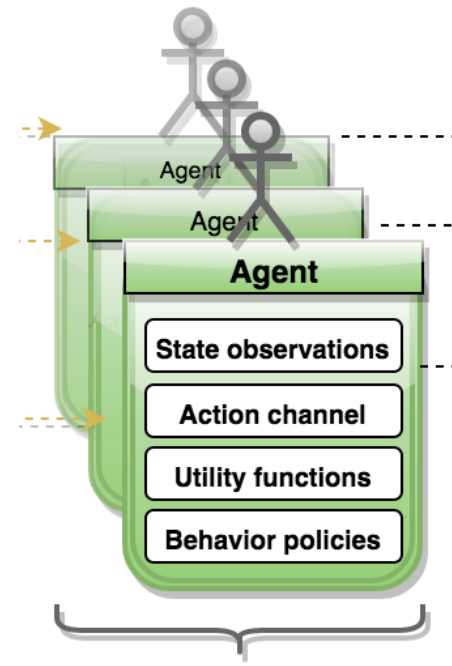 Agent
Agent
Agent
State observations
Action channel
Utility functions
Behavior policies